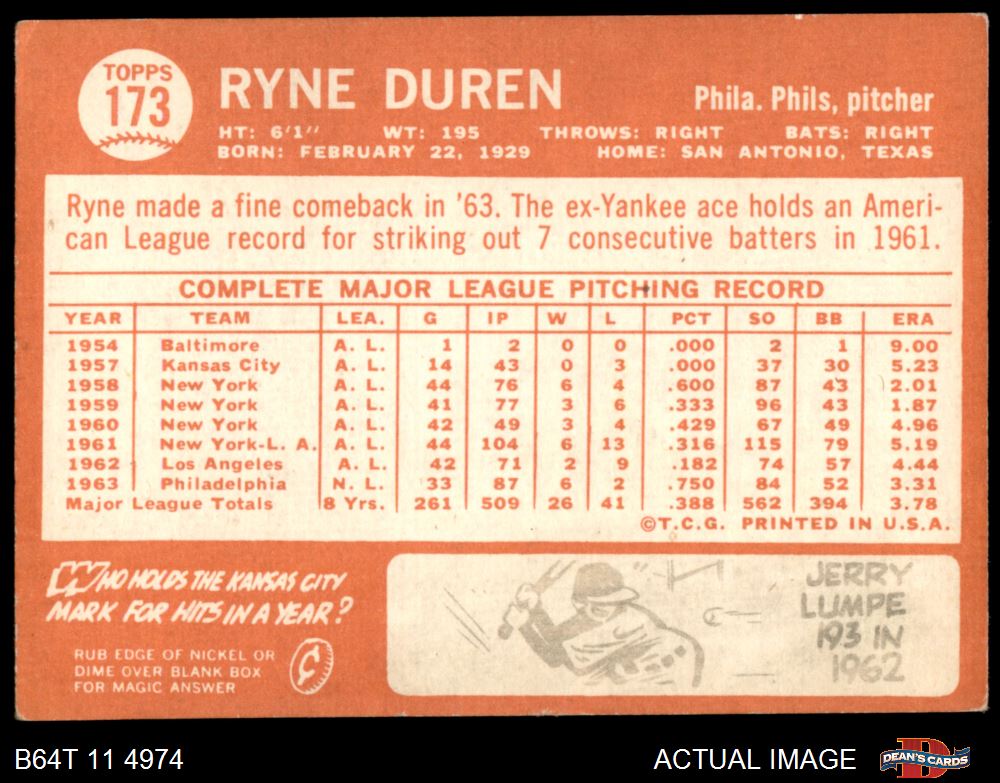 TOPPS
173
RYNE DUREN
Phila. Phils, pitcher
HT: 6'1" WT: 195 THROWS: RIGHT BATS: RIGHT
BORN: FEBRUARY 22, 1929 HOME: SAN ANTONIO, TEXAS
Ryne made a fine comeback in '63. The ex-Yankee ace holds an Ameri-
can League record for striking out 7 consecutive batters in 1961.
COMPLETE MAJOR LEAGUE PITCHING RECORD
YEAR TEAM LEA. G IP W L PCT SO BB ERA
1954 Baltimore A. L. 1 2 0 0 .000 2 1 9.00
1957 Kansas City A. L. 14 43 0 3 .000 37 30 5.23
1958 New York A. L. 44 76 6 4 .600 87 43 2.01
1959 New York A. L. 41 77 3 6 .333 96 43 1.87
1960 New York A. L. 42 49 3 4 .429 67 49 4.96
1961 New York-L. A. A. L. 44 104 6 13 .316 115 79 5.19
1962 Los Angeles A. L. 42 71 2 9 .182 74 57 4.44
1963 Philadelphia N. L. 33 87 6 2 .750 84 52 3.31
Major League Totals 8 Yrs. 261 509 26 41 .388 562 394 3.78
©T.C.G. PRINTED IN U.S.A.
WHO HOLDS THE KANSAS CITY
MARK FOR HITS IN A YEAR?
RUB EDGE OF NICKEL OR
DIME OVER BLANK BOX
FOR MAGIC ANSWER
JERRY
LUMPE
193 IN
1962
B64T 11 4974
ACTUAL IMAGE
DEAN'S CARDS